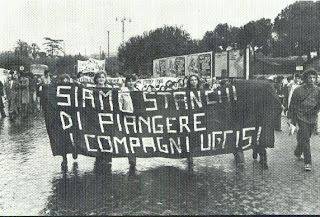 SIAMO STANCHI
DI PIANGERE
I COMPAGNI UCCISI